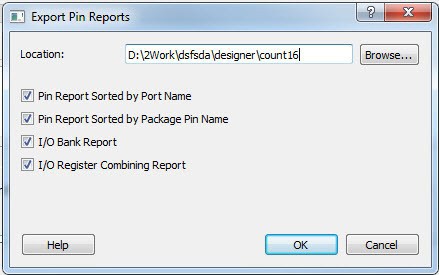 Export Pin Reports
Location: D:\2Work\dsfsda\designer\count16 Browse...
Pin Report Sorted by Port Name
Pin Report Sorted by Package Pin Name
I/O Bank Report
I/O Register Combining Report
Help OK Cancel